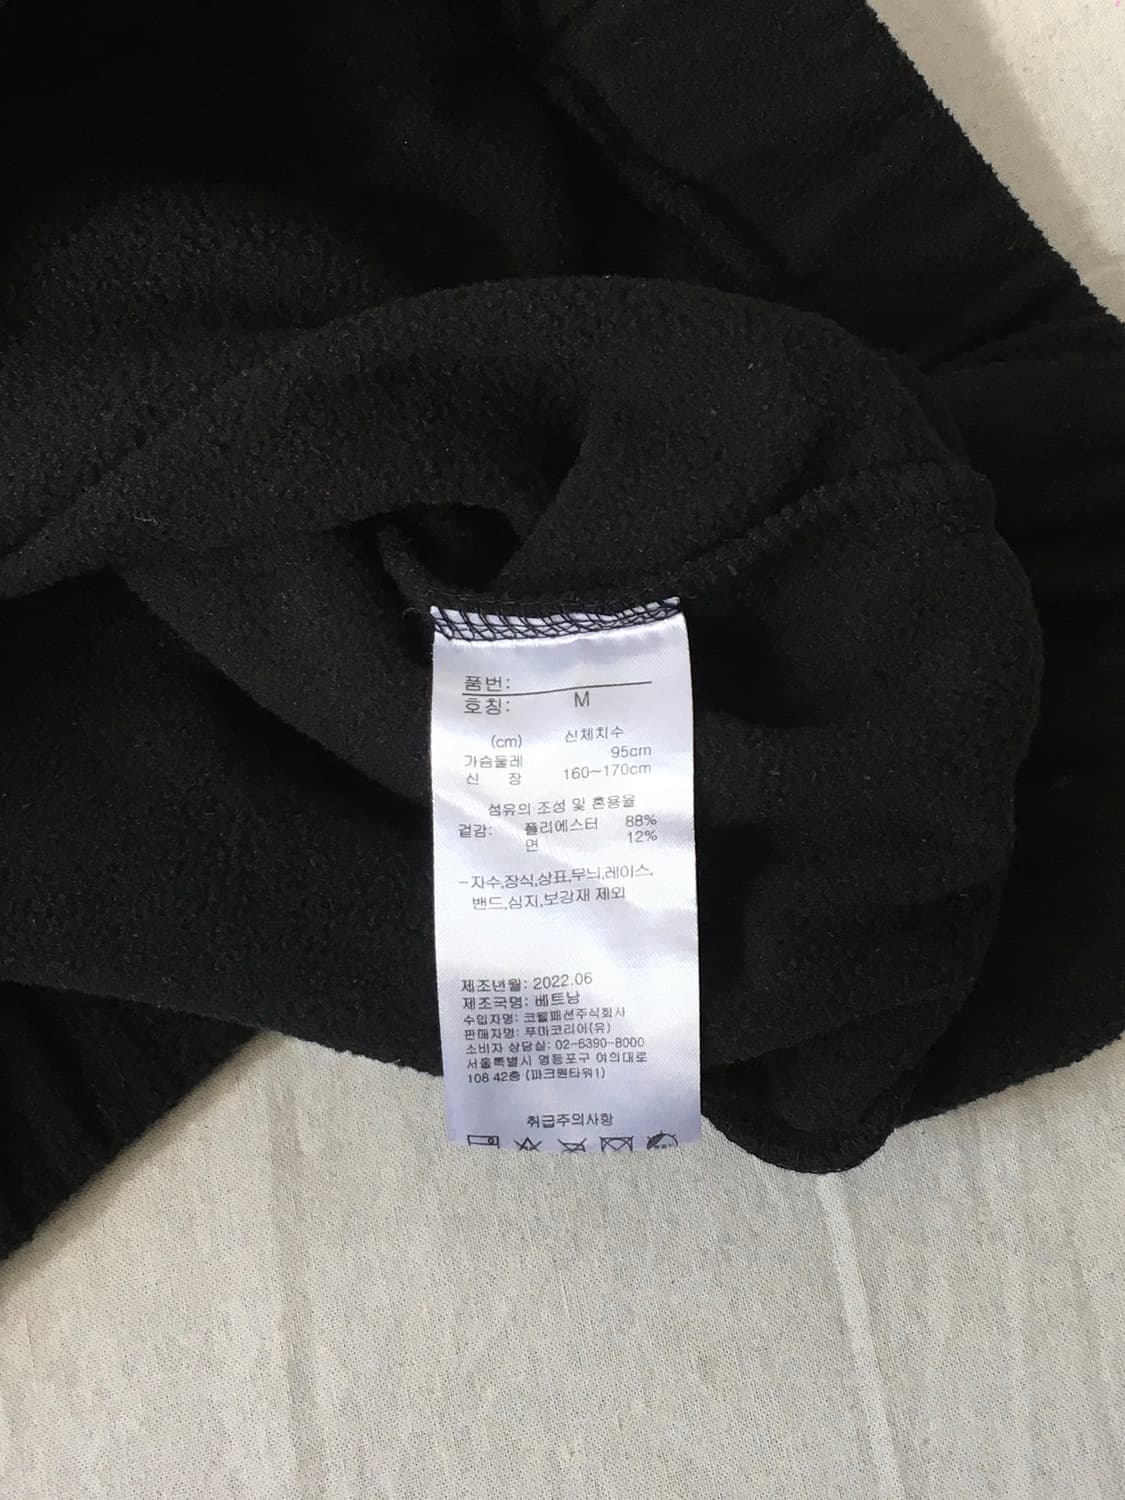 품번:
호칭: M
(cm) 신체치수
가슴둘레 95cm
신 장 160~170cm
섬유의 조성 및 혼용율
겉감: 폴리에스터 88%
면 12%
-자수,장식,상표,무늬,레이스,
밴드,심지,보강재 제외
제조년월: 2022.06
제조국명: 베트남
수입자명: 코웰패션주식회사
판매자명: 푸마코리아(유)
소비자 상담실: 02-6390-8000
서울특별시 영등포구 여의대로
108 42층 (파크원타워1)
취급주의사항